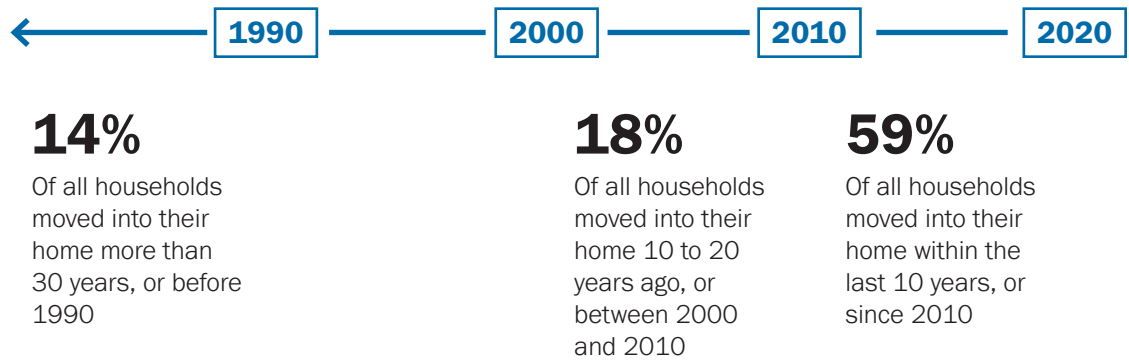 1990 2000 2010 2020
14%
Of all households
moved into their
home more than
30 years, or before
1990
18%
Of all households
moved into their
home 10 to 20
years ago, or
between 2000
and 2010
59%
Of all households
moved into their
home within the
last 10 years, or
since 2010